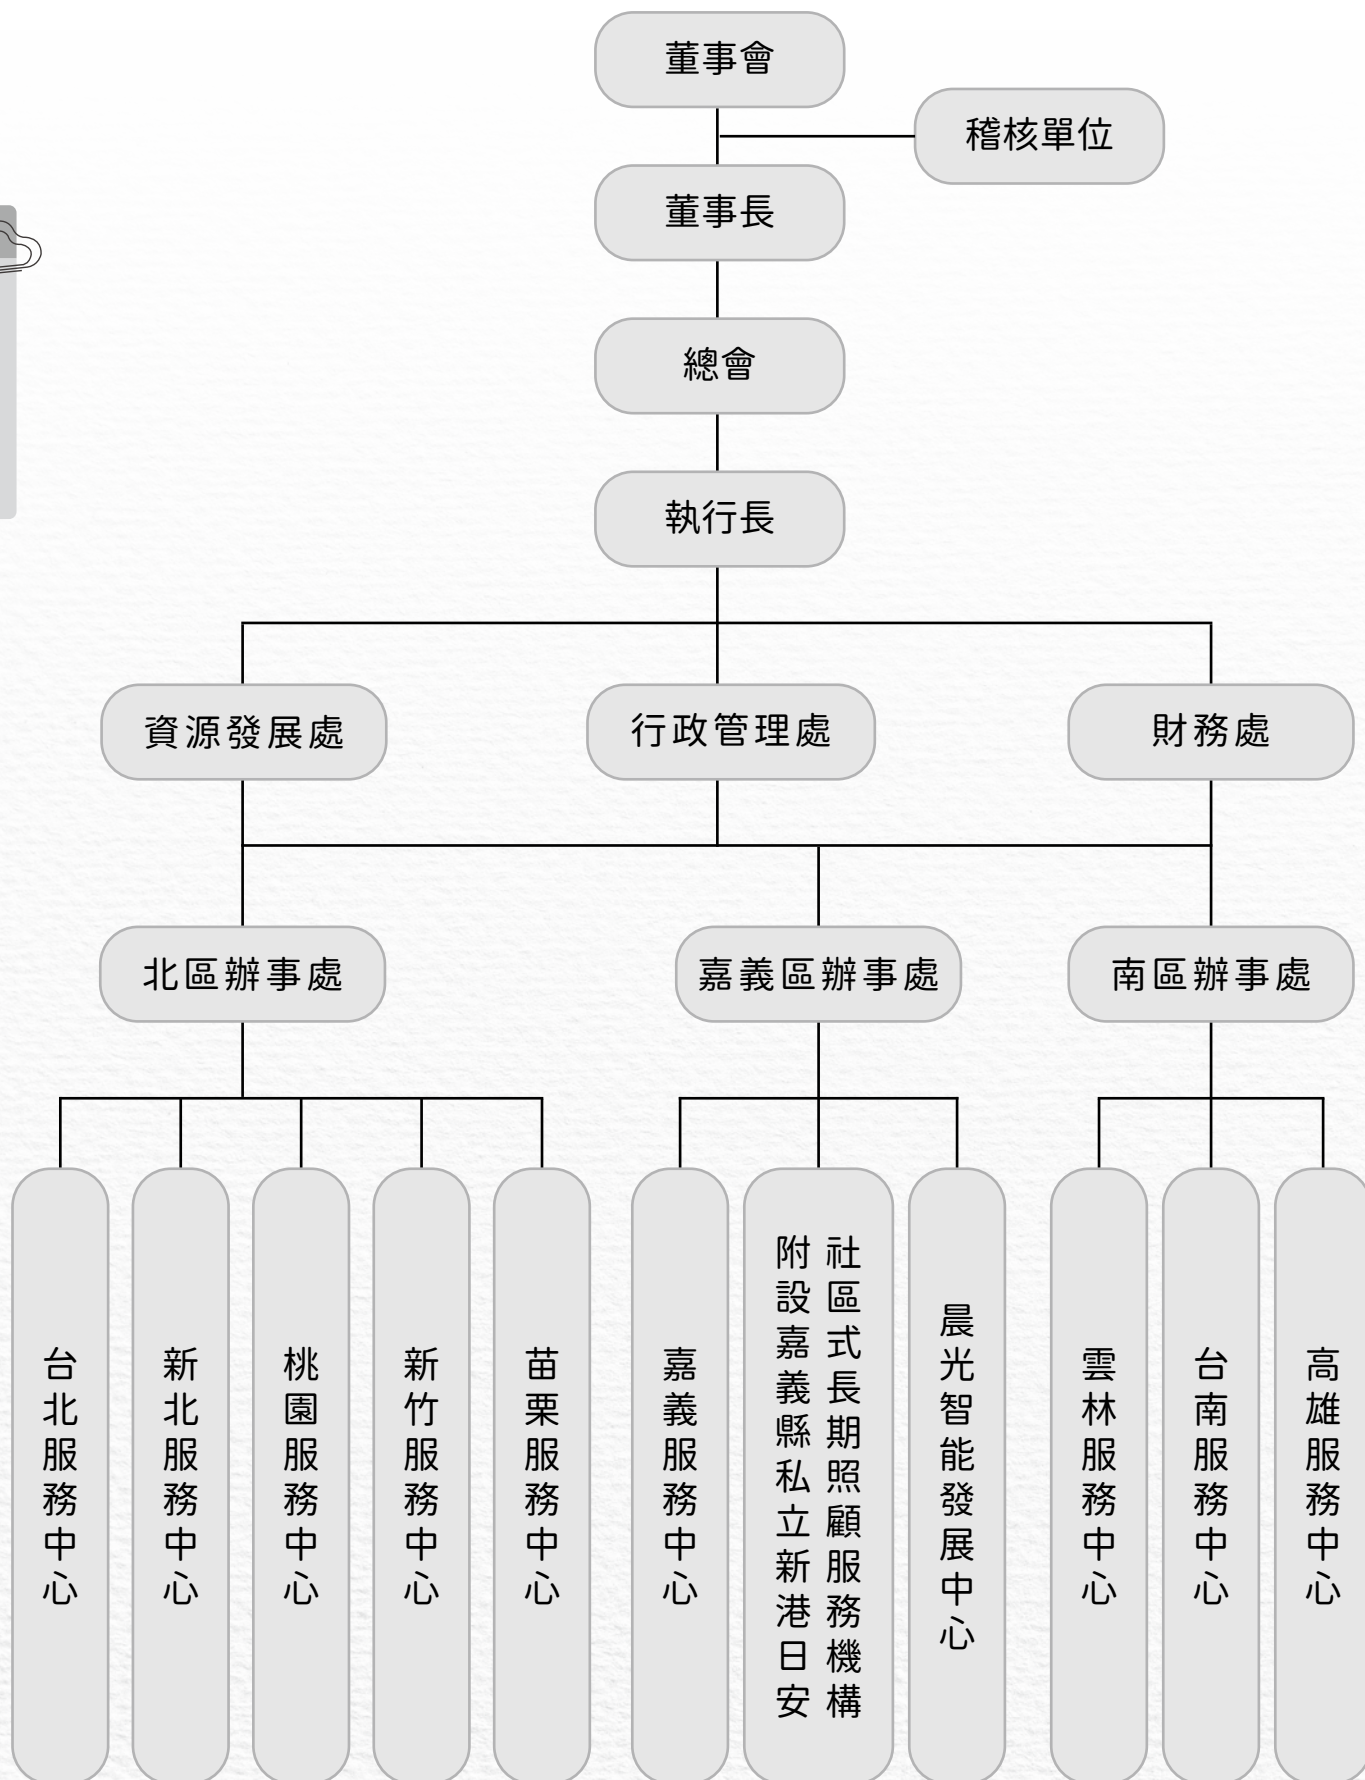 董事會
稽核單位
董事長
總會
執行長
資源發展處
行政管理處
財務處
北區辦事處
嘉義區辦事處
南區辦事處
台北服務中心
新北服務中心
桃園服務中心
新竹服務中心
苗栗服務中心
嘉義服務中心
附設嘉義縣私立新港日安
社區式長期照顧服務機構
晨光智能發展中心
雲林服務中心
台南服務中心
高雄服務中心